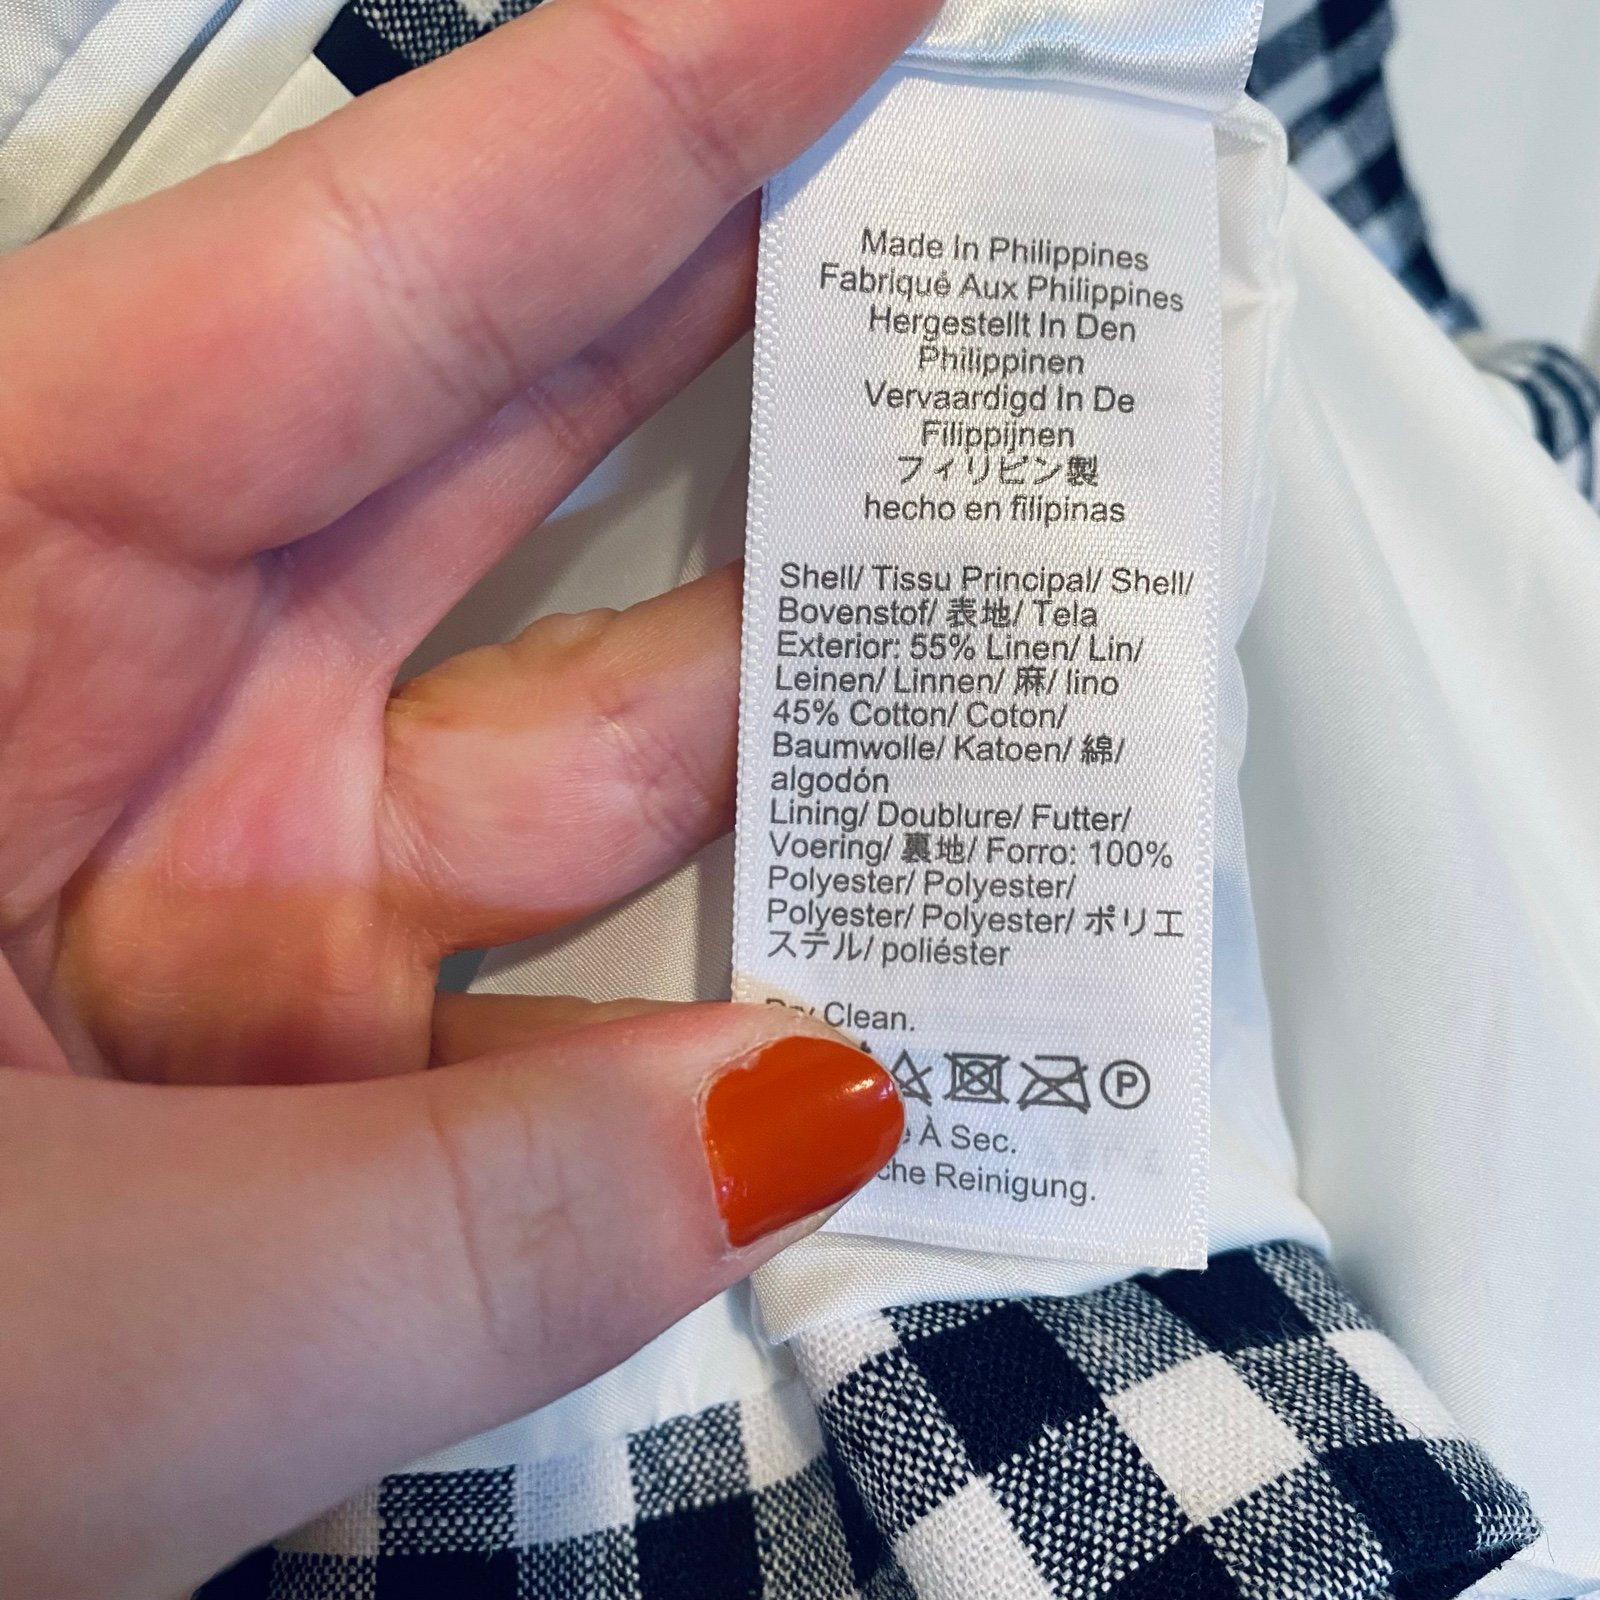 Made In Philippines
Fabriqué Aux Philippines
Hergestellt In Den
Philippinen
Vervaardigd In De
Filippijnen
フィリピン製
hecho en filipinas
Shell/ Tissu Principal/ Shell/
Bovenstof/ 表地/ Tela
Exterior: 55% Linen/ Lin/
Leinen/ Linnen/ 麻/ lino
45% Cotton/ Coton/
Baumwolle/ Katoen/ 綿/
algodón
Lining/ Doublure/ Futter/
Voering/ 裏地/ Forro: 100%
Polyester/ Polyester/
Polyester/ Polyester/ ポリエ
ステル/ poliéster
Dry Clean.
P
À Sec.
Reinigung.